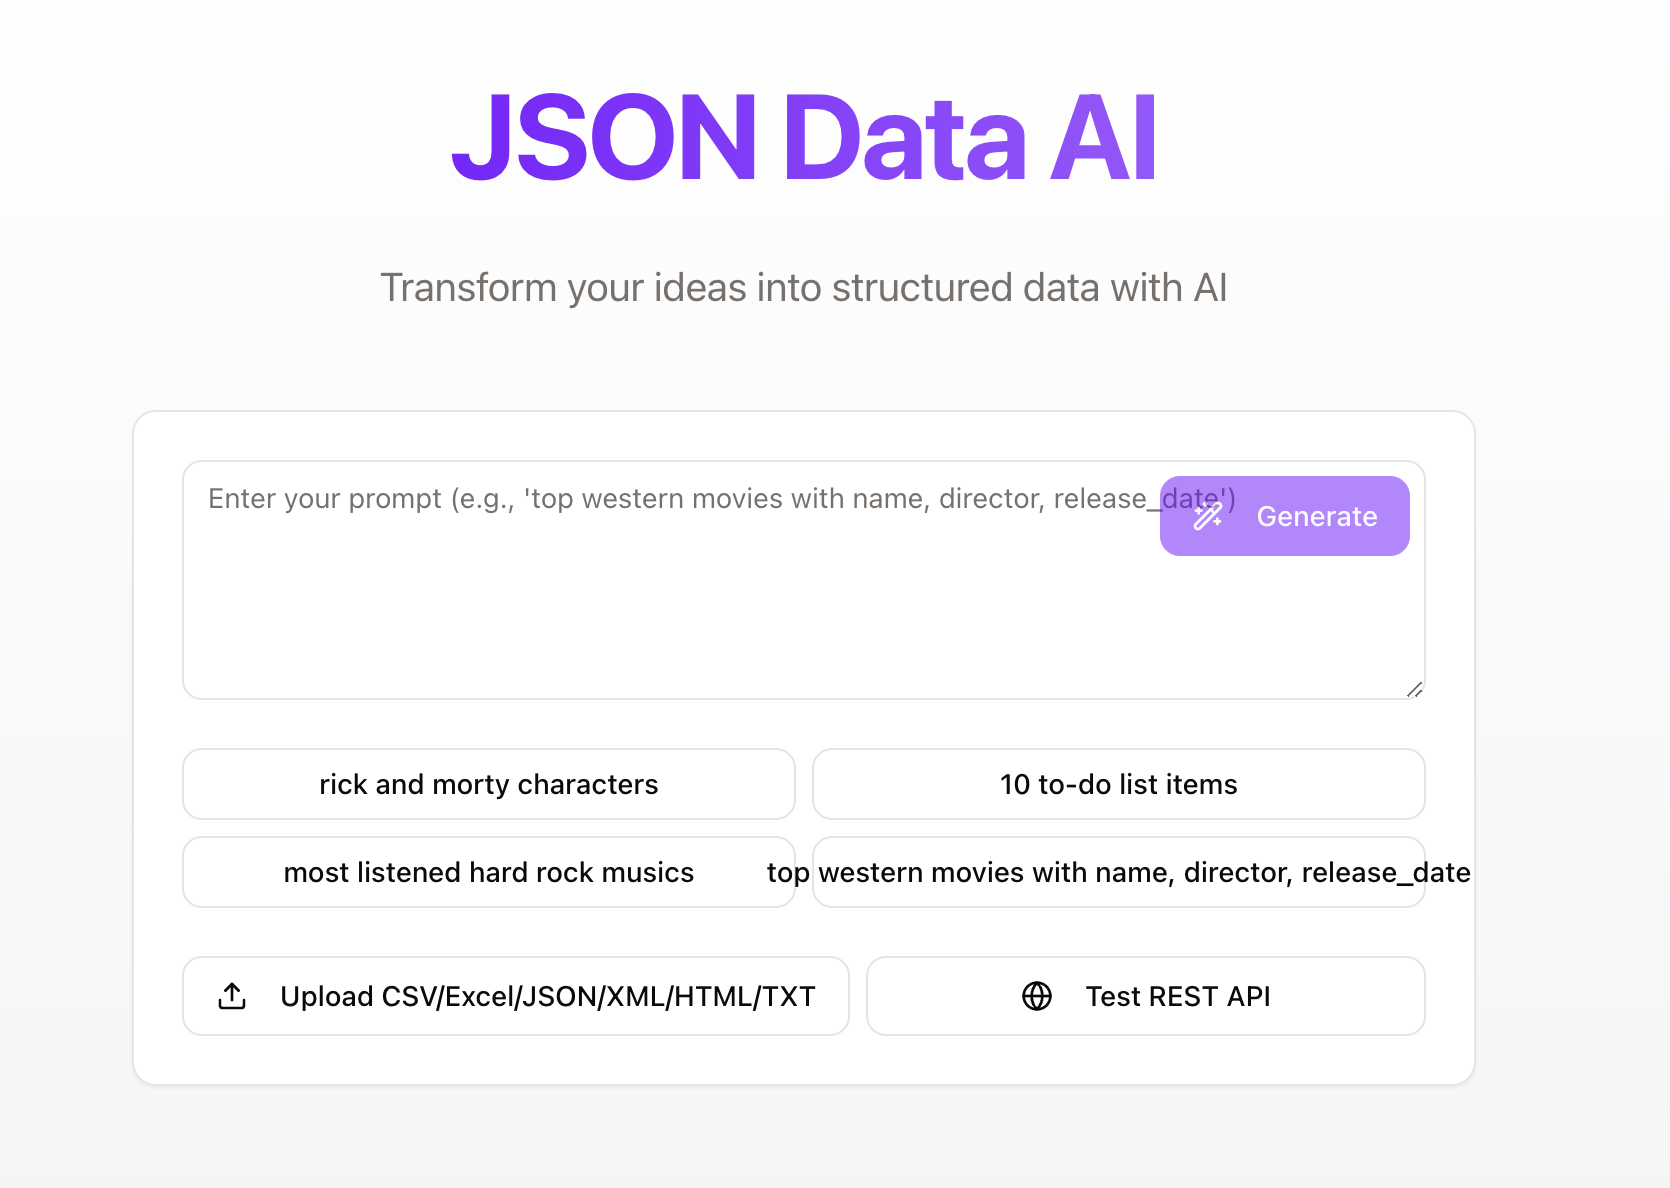 JSON Data AI
Transform your ideas into structured data with AI
Enter your prompt (e.g., 'top western movies with name, director, release_date')
Generate
rick and morty characters
10 to-do list items
most listened hard rock musics
top western movies with name, director, release_date
Upload CSV/Excel/JSON/XML/HTML/TXT
Test REST API